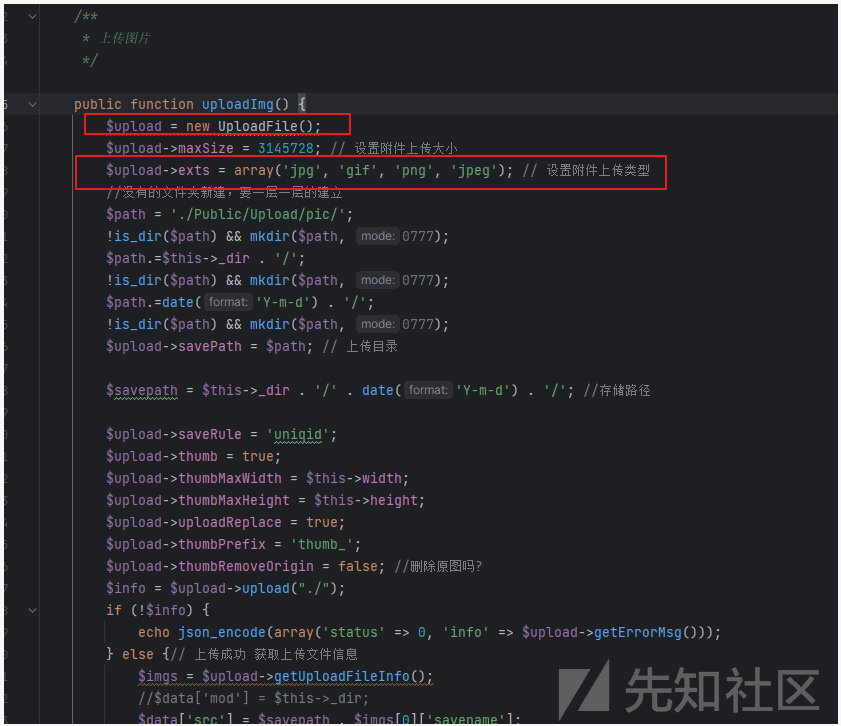 /**
* 上传图片
*/
public function uploadImg() {
$upload = new UploadFile();
$upload->maxSize = 3145728; // 设置附件上传大小
$upload->exts = array('jpg', 'gif', 'png', 'jpeg'); // 设置附件上传类型
//没有的文件夹新建，要一层一层的建立
$path = './Public/Upload/pic/';
!is_dir($path) && mkdir($path, mode: 0777);
$path.=$this->_dir . '/';
!is_dir($path) && mkdir($path, mode: 0777);
$path.=date( format: 'Y-m-d') . '/';
!is_dir($path) && mkdir($path, mode: 0777);
$upload->savePath = $path; // 上传目录
$savepath = $this->_dir . '/' . date( format: 'Y-m-d') . '/'; //存储路径
$upload->saveRule = 'uniqid';
$upload->thumb = true;
$upload->thumbMaxWidth = $this->width;
$upload->thumbMaxHeight = $this->height;
$upload->uploadReplace = true;
$upload->thumbPrefix = 'thumb_';
$upload->thumbRemoveOrigin = false; //删除原图吗?
$info = $upload->upload("./");
if (!$info) {
echo json_encode(array('status' => 0, 'info' => $upload->getErrorMsg()));
} else {// 上传成功 获取上传文件信息
$imgs = $upload->getUploadFileInfo();
//$data['mod'] = $this->_dir;
$data['src'] = $savepath . $imgs[0]['savename'];
先知社区